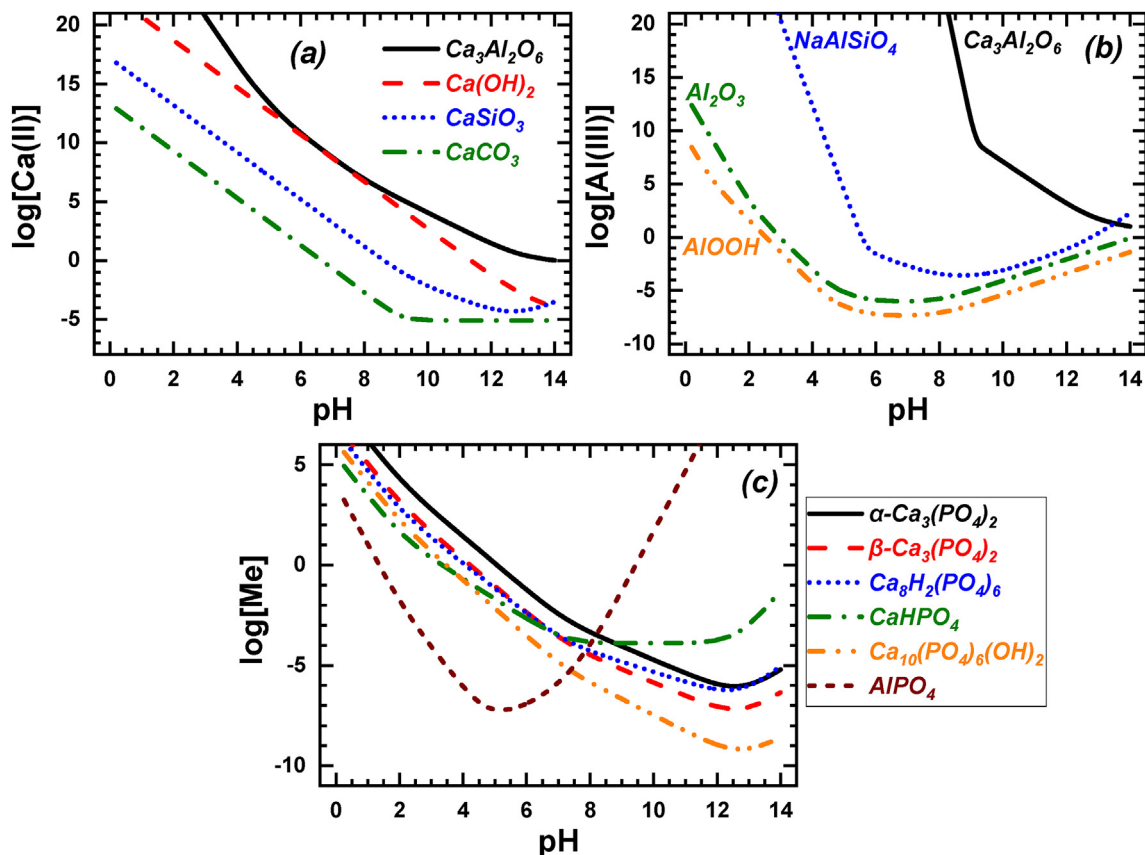 (a)
Ca₃Al₂O₆
Ca(OH)₂
CaSiO₃
CaCO₃
log[Ca(II)]
20
15
10
5
0
-5
0 2 4 6 8 10 12 14
pH
(b)
NaAlSiO₄
Ca₃Al₂O₆
Al₂O₃
AlOOH
log[Al(III)]
20
15
10
5
0
-5
-10
0 2 4 6 8 10 12 14
pH
(c)
log[Me]
5
0
-5
-10
0 2 4 6 8 10 12 14
pH
α-Ca₃(PO₄)₂
β-Ca₃(PO₄)₂
Ca₈H₂(PO₄)₆
CaHPO₄
Ca₁₀(PO₄)₆(OH)₂
AlPO₄